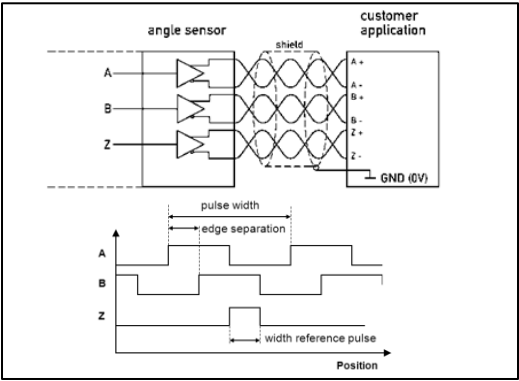 angle sensor
customer
application
shield
A
B
Z
A +
A -
B +
B -
Z +
Z -
GND (0V)
pulse width
edge separation
A
B
Z
width reference pulse
Position